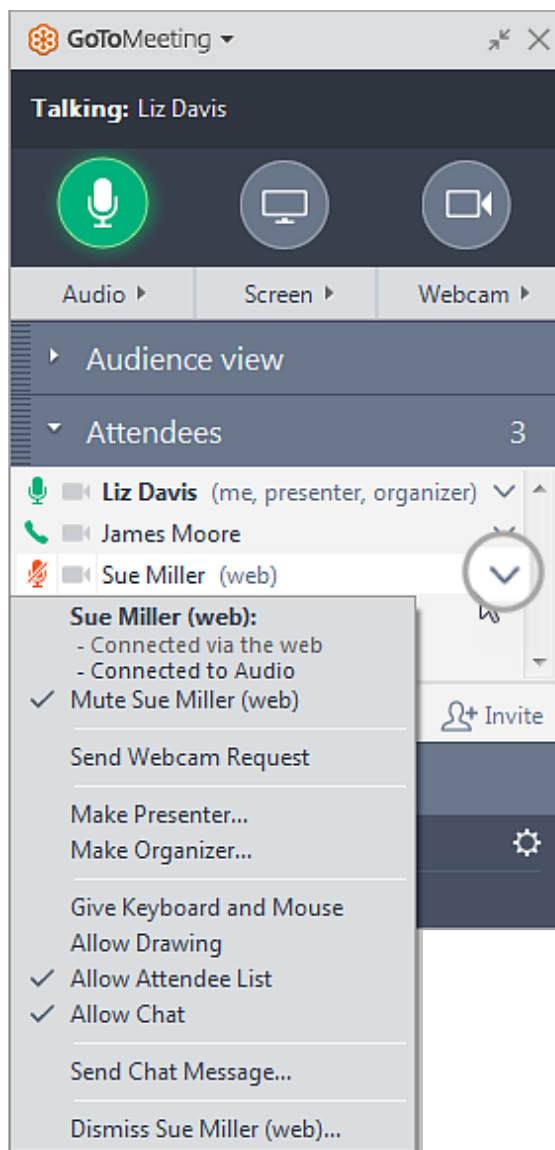 GoToMeeting
Talking: Liz Davis
Audio Screen Webcam
Audience view
Attendees 3
Liz Davis (me, presenter, organizer)
James Moore
Sue Miller (web)
Sue Miller (web):
- Connected via the web
- Connected to Audio
Mute Sue Miller (web)
Invite
Send Webcam Request
Make Presenter...
Make Organizer...
Give Keyboard and Mouse
Allow Drawing
Allow Attendee List
Allow Chat
Send Chat Message...
Dismiss Sue Miller (web)...